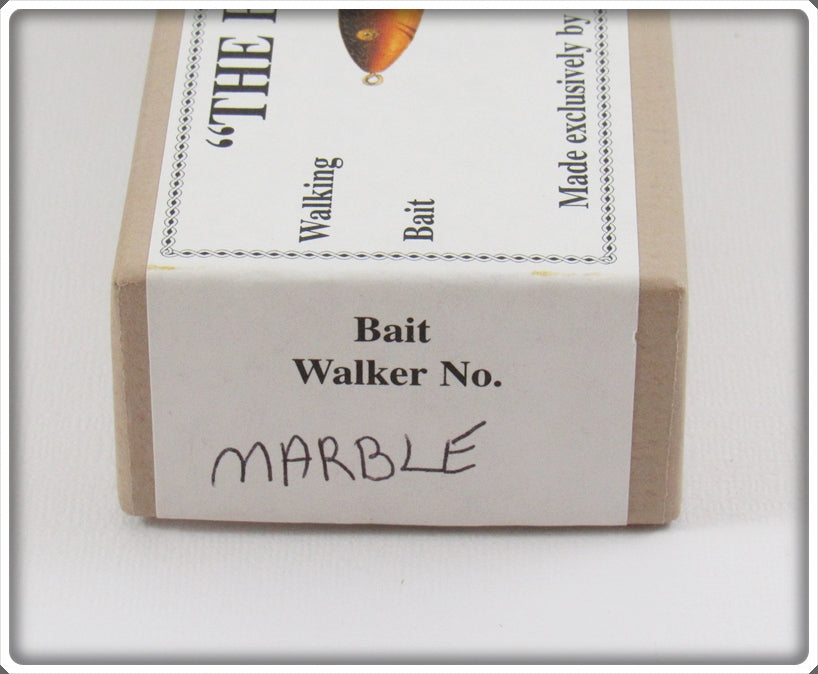 "THE
Walking
Bait
Made exclusively by
Bait
Walker No.
MARBLE